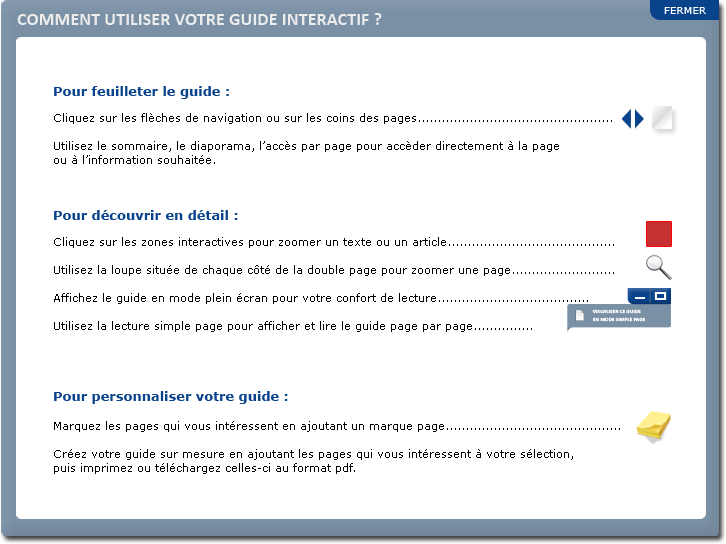 FERMER
COMMENT UTILISER VOTRE GUIDE INTERACTIF ?
Pour feuilleter le guide :
Cliquez sur les flèches de navigation ou sur les coins des pages.................................................
Utilisez le sommaire, le diaporama, l’accès par page pour accèder directement à la page
ou à l’information souhaitée.
Pour découvrir en détail :
Cliquez sur les zones interactives pour zoomer un texte ou un article..........................................
Utilisez la loupe située de chaque côté de la double page pour zoomer une page..........................
Affichez le guide en mode plein écran pour votre confort de lecture......................................
VISUALISER CE GUIDE
EN MODE SIMPLE PAGE
Utilisez la lecture simple page pour afficher et lire le guide page par page...............
Pour personnaliser votre guide :
Marquez les pages qui vous intéressent en ajoutant un marque page............................................
Créez votre guide sur mesure en ajoutant les pages qui vous intéressent à votre sélection,
puis imprimez ou téléchargez celles-ci au format pdf.